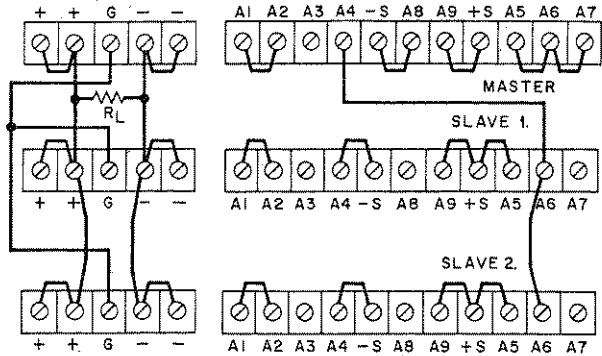 + + G − −
A1 A2 A3 A4 −S A8 A9 +S A5 A6 A7
RL
MASTER
SLAVE 1.
+ + G − −
A1 A2 A3 A4 −S A8 A9 +S A5 A6 A7
SLAVE 2.
+ + G − −
A1 A2 A3 A4 −S A8 A9 +S A5 A6 A7